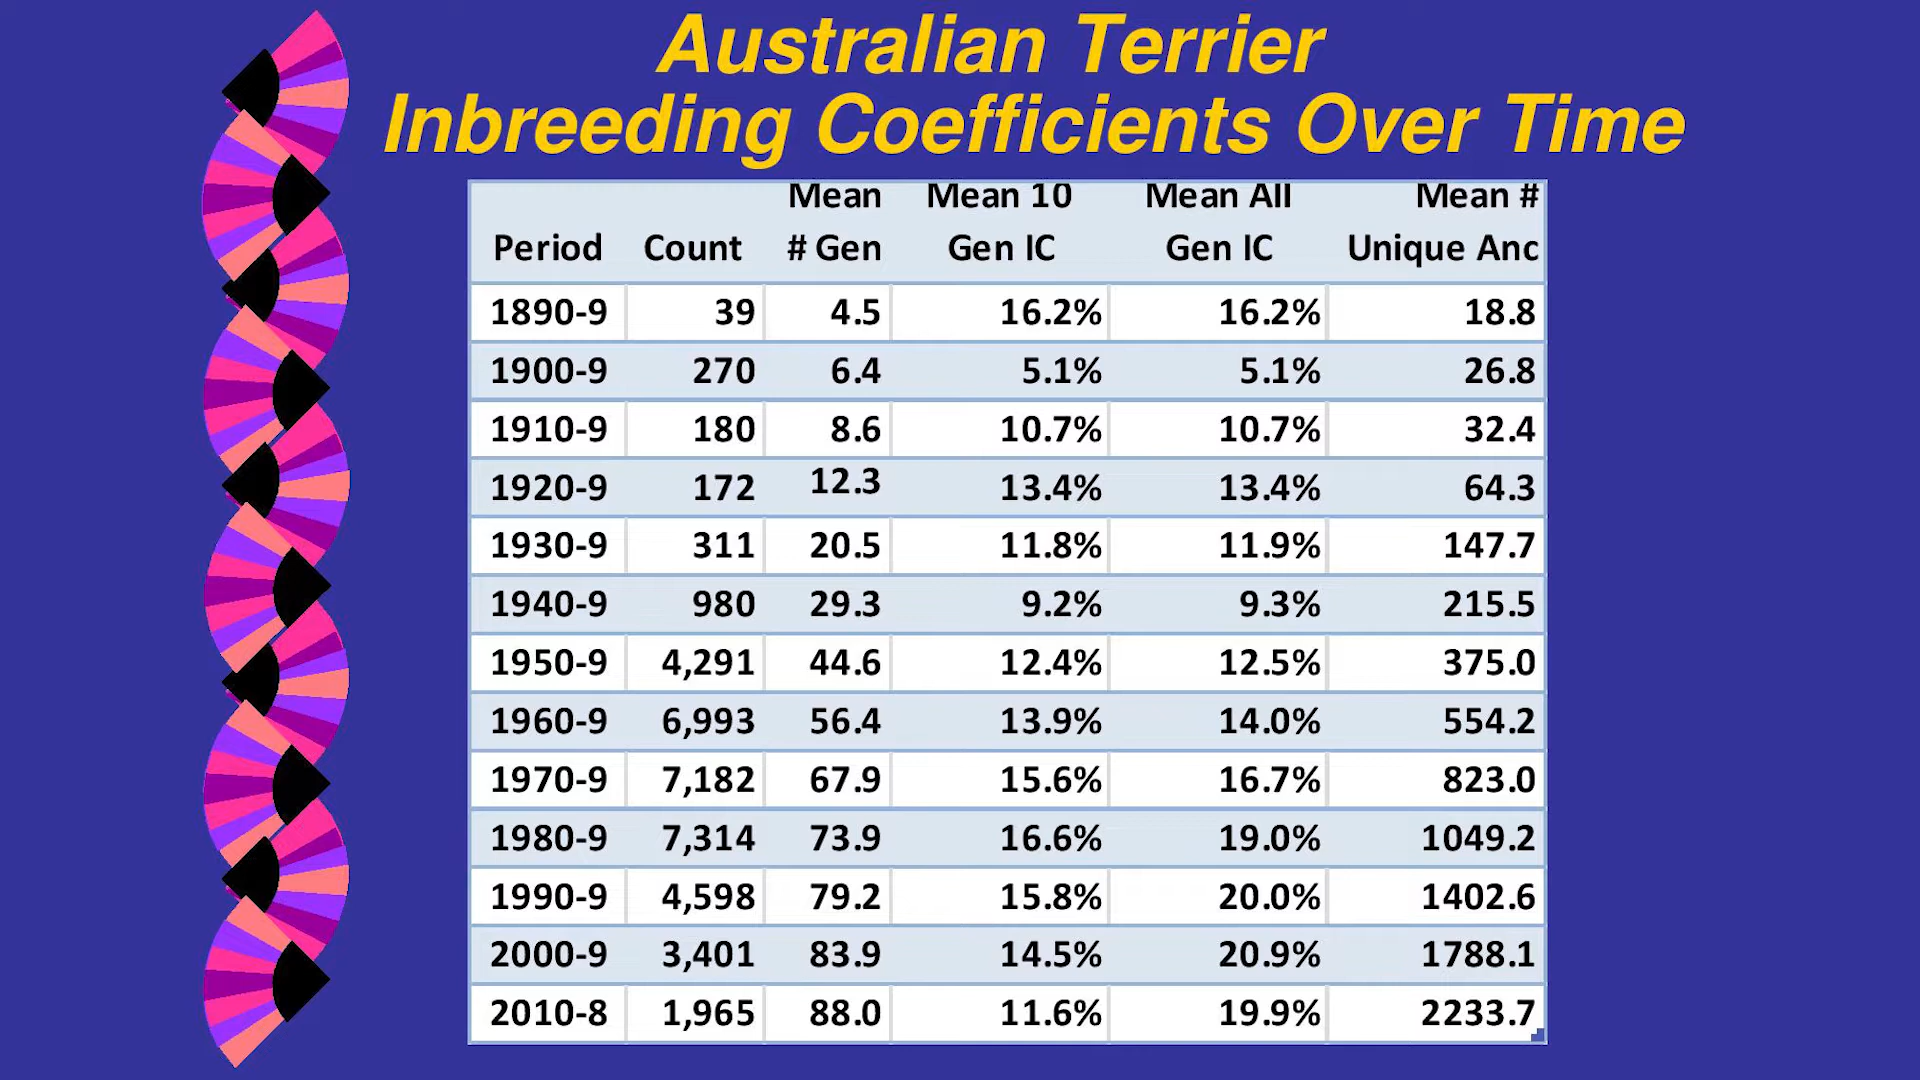 Australian Terrier
Inbreeding Coefficients Over Time
Mean Mean 10 Mean All Mean #
Period Count # Gen Gen IC Gen IC Unique Anc
1890-9 39 4.5 16.2% 16.2% 18.8
1900-9 270 6.4 5.1% 5.1% 26.8
1910-9 180 8.6 10.7% 10.7% 32.4
1920-9 172 12.3 13.4% 13.4% 64.3
1930-9 311 20.5 11.8% 11.9% 147.7
1940-9 980 29.3 9.2% 9.3% 215.5
1950-9 4,291 44.6 12.4% 12.5% 375.0
1960-9 6,993 56.4 13.9% 14.0% 554.2
1970-9 7,182 67.9 15.6% 16.7% 823.0
1980-9 7,314 73.9 16.6% 19.0% 1049.2
1990-9 4,598 79.2 15.8% 20.0% 1402.6
2000-9 3,401 83.9 14.5% 20.9% 1788.1
2010-8 1,965 88.0 11.6% 19.9% 2233.7